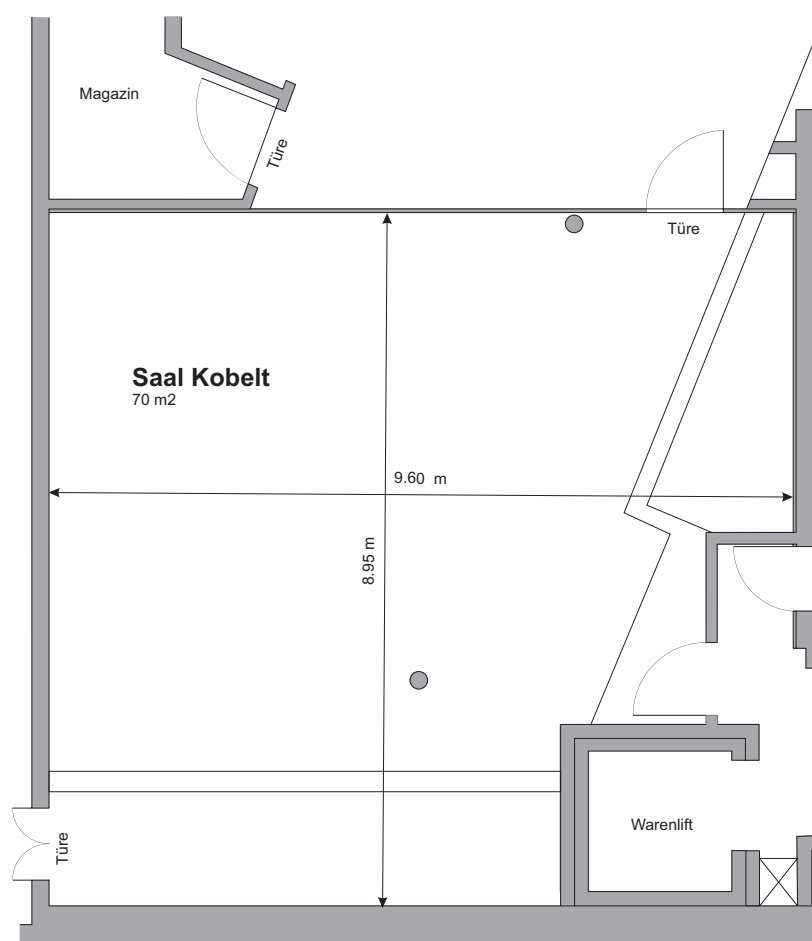 Magazin
Türe
Türe
Saal Kobelt
70 m2
9.60 m
8.95 m
Warenlift
Türe